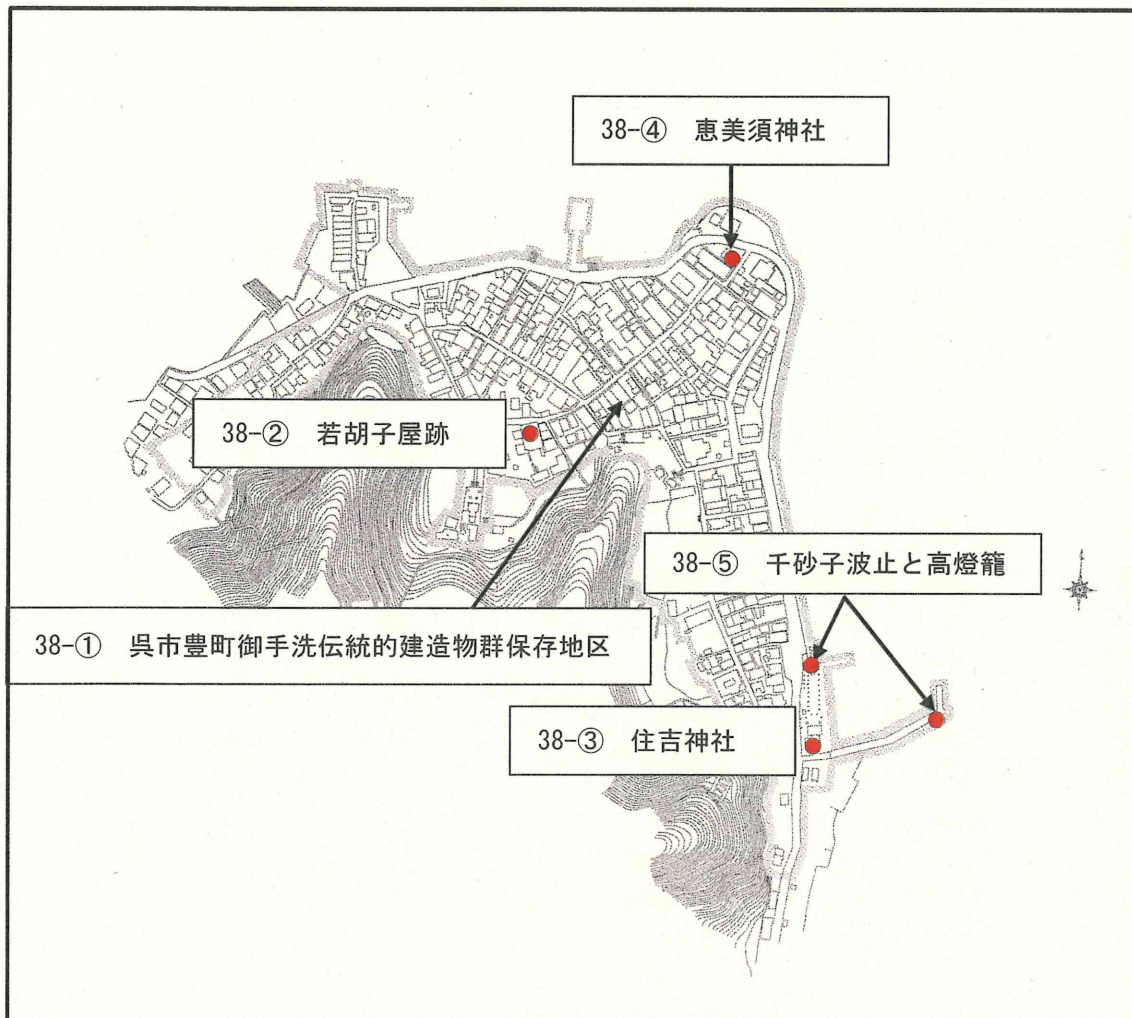 38-④ 恵美須神社
38-② 若胡子屋跡
38-⑤ 千砂子波止と高燈籠
38-① 呉市豊町御手洗伝統的建造物群保存地区
38-③ 住吉神社